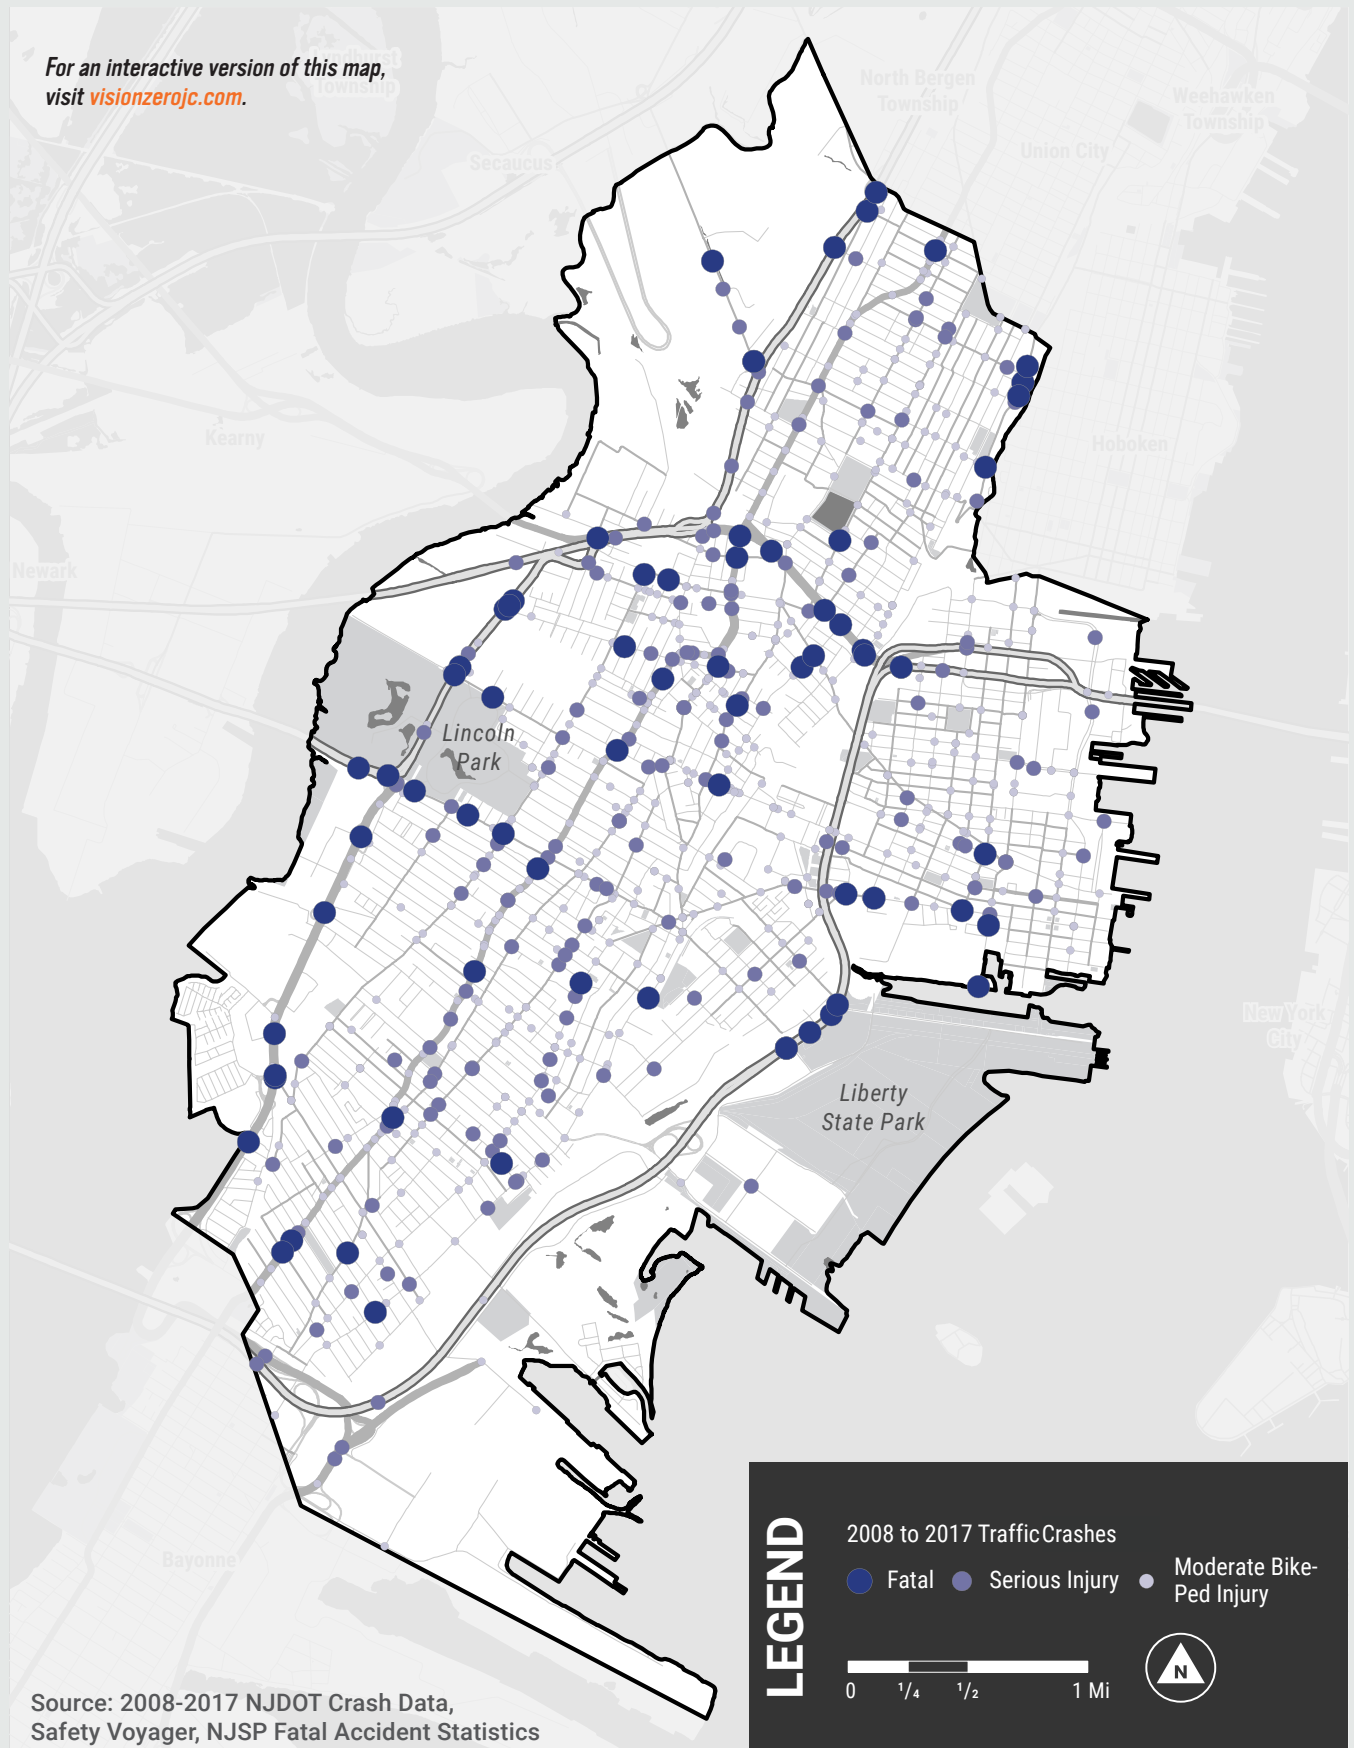 For an interactive version of this map,
visit visionzerojc.com.
Lyndhurst
Township
North Bergen
Township
Weehawken
Township
Union City
Secaucus
Kearny
Hoboken
Newark
Lincoln
Park
New York
City
Liberty
State Park
Bayonne
LEGEND
2008 to 2017 Traffic Crashes
Fatal
Serious Injury
Moderate Bike-
Ped Injury
0 1/4 1/2 1 Mi
N
Source: 2008-2017 NJDOT Crash Data,
Safety Voyager, NJSP Fatal Accident Statistics